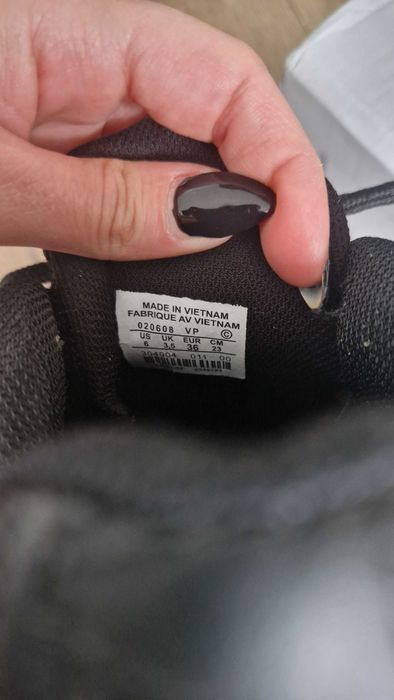 MADE IN VIETNAM
FABRIQUE AV VIETNAM
020608 VP ©
US UK EUR CM
6 3.5 36 23
304904 011 00